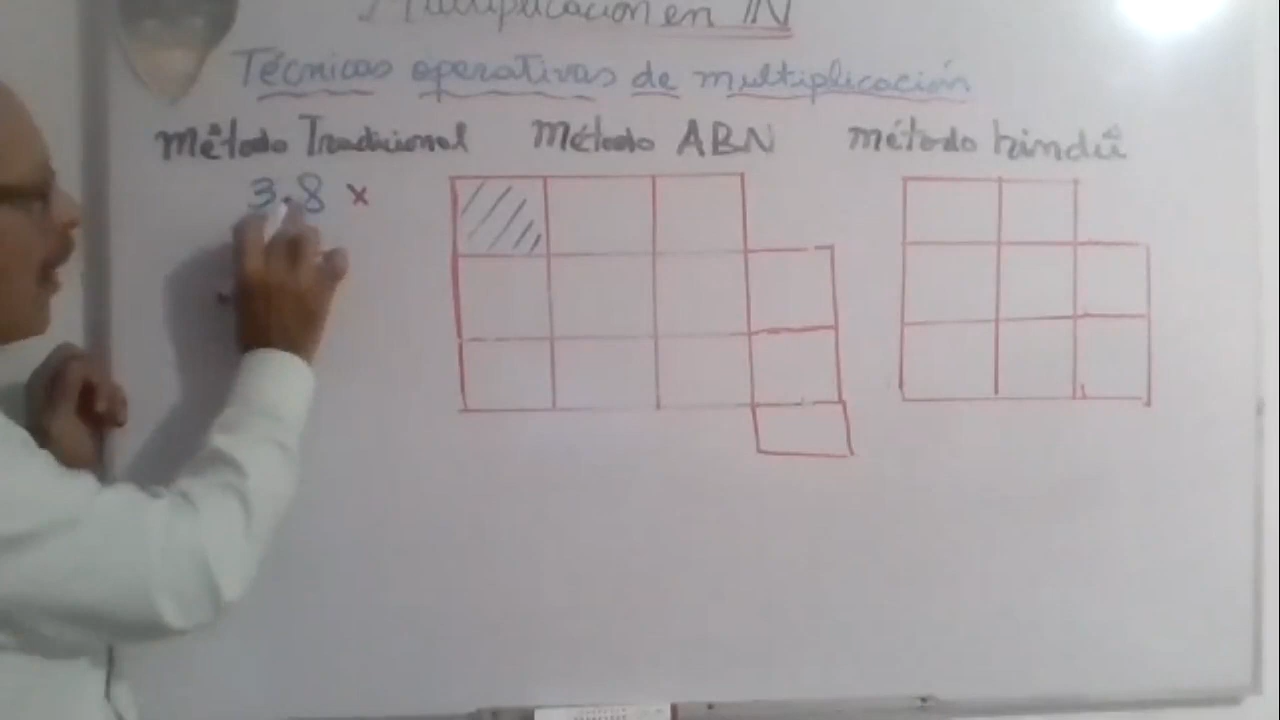 Multiplicación en IN
Técnicas operativas de multiplicación
Método Tradicional Método ABN método hindú
3.8 x